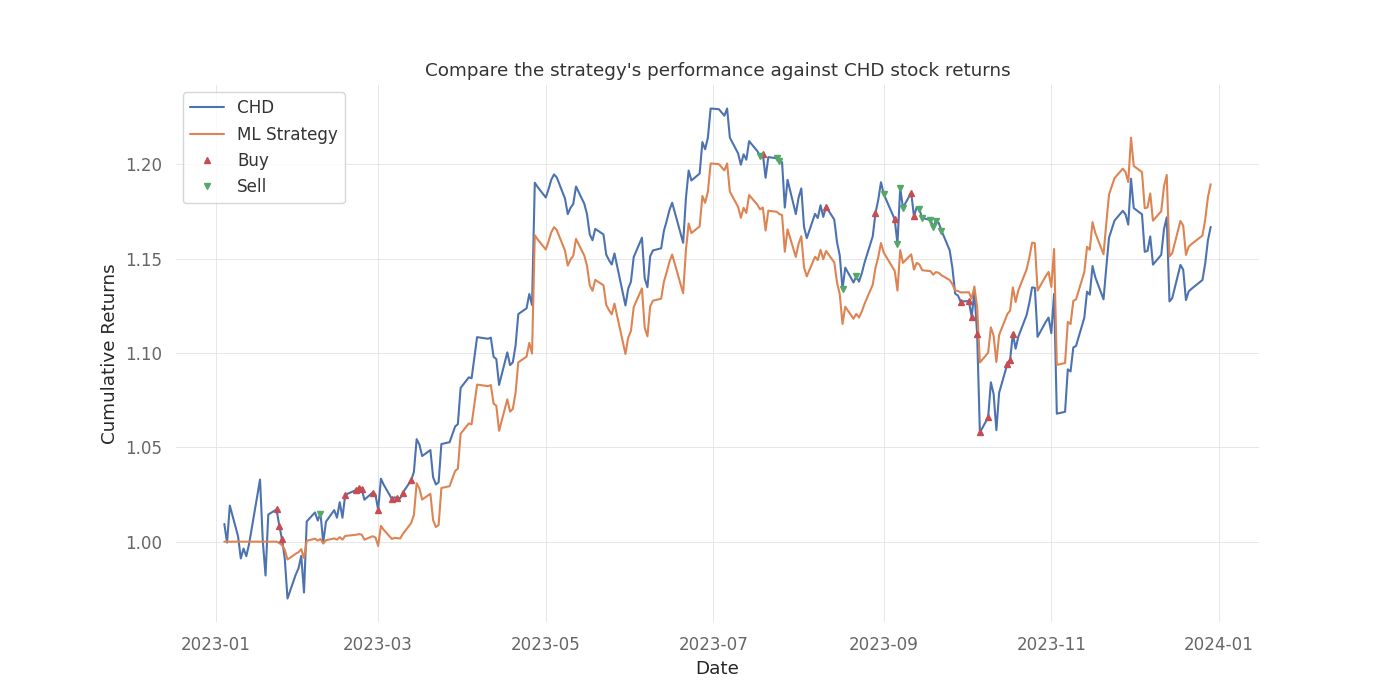 Compare the strategy's performance against CHD stock returns
CHD
ML Strategy
Buy
Sell
Cumulative Returns
1.20
1.15
1.10
1.05
1.00
2023-01
2023-03
2023-05
2023-07
2023-09
2023-11
2024-01
Date